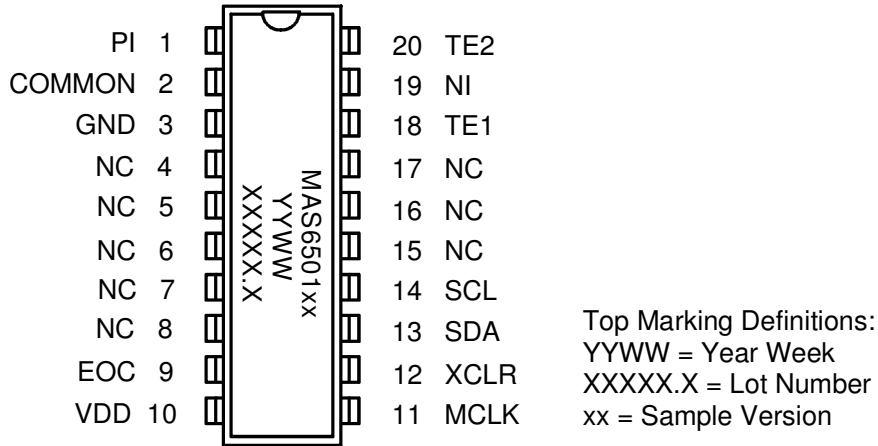 PI 1
COMMON 2
GND 3
NC 4
NC 5
NC 6
NC 7
NC 8
EOC 9
VDD 10
MAS6501xx
YYWW
XXXXX.X
20 TE2
19 NI
18 TE1
17 NC
16 NC
15 NC
14 SCL
13 SDA
12 XCLR
11 MCLK
Top Marking Definitions:
YYWW = Year Week
XXXXX.X = Lot Number
xx = Sample Version